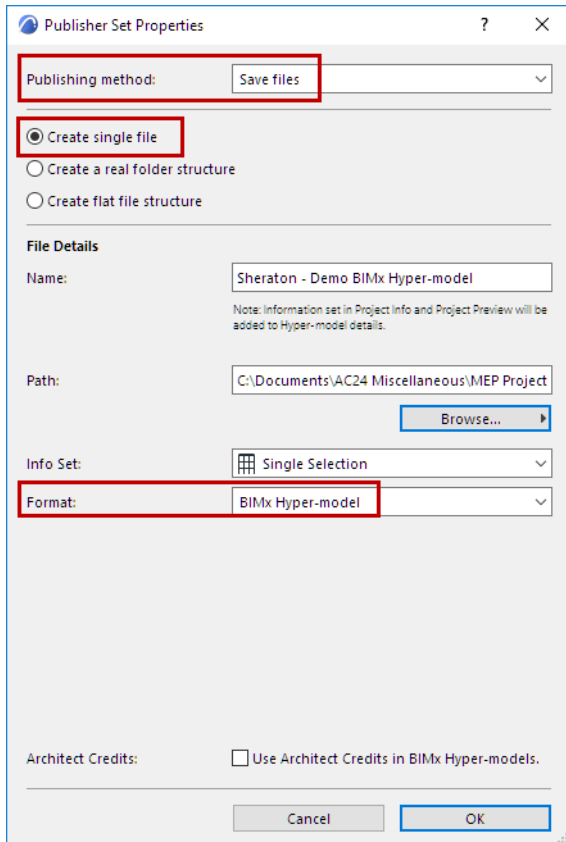 Publisher Set Properties ?
Publishing method: Save files
Create single file
Create a real folder structure
Create flat file structure
File Details
Name: Sheraton - Demo BIMx Hyper-model
Note: Information set in Project Info and Project Preview will be
added to Hyper-model details.
Path: C:\Documents\AC24 Miscellaneous\MEP Project
Browse...
Info Set: Single Selection
Format: BIMx Hyper-model
Architect Credits: Use Architect Credits in BIMx Hyper-models.
Cancel OK